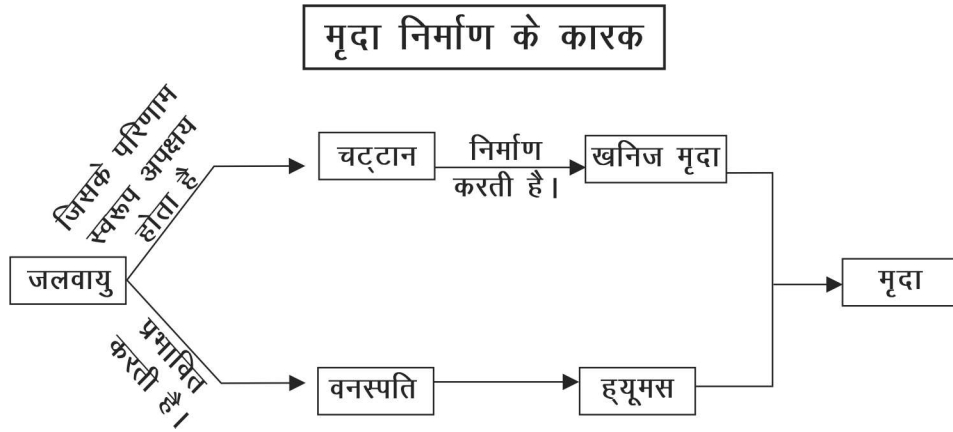 मृदा निर्माण के कारक
जिसके परिणाम
स्वरूप अपक्षय
होता है
चट्टान
निर्माण
करती है।
खनिज मृदा
जलवायु
मृदा
प्रभावित
करती है।
वनस्पति
ह्यूमस